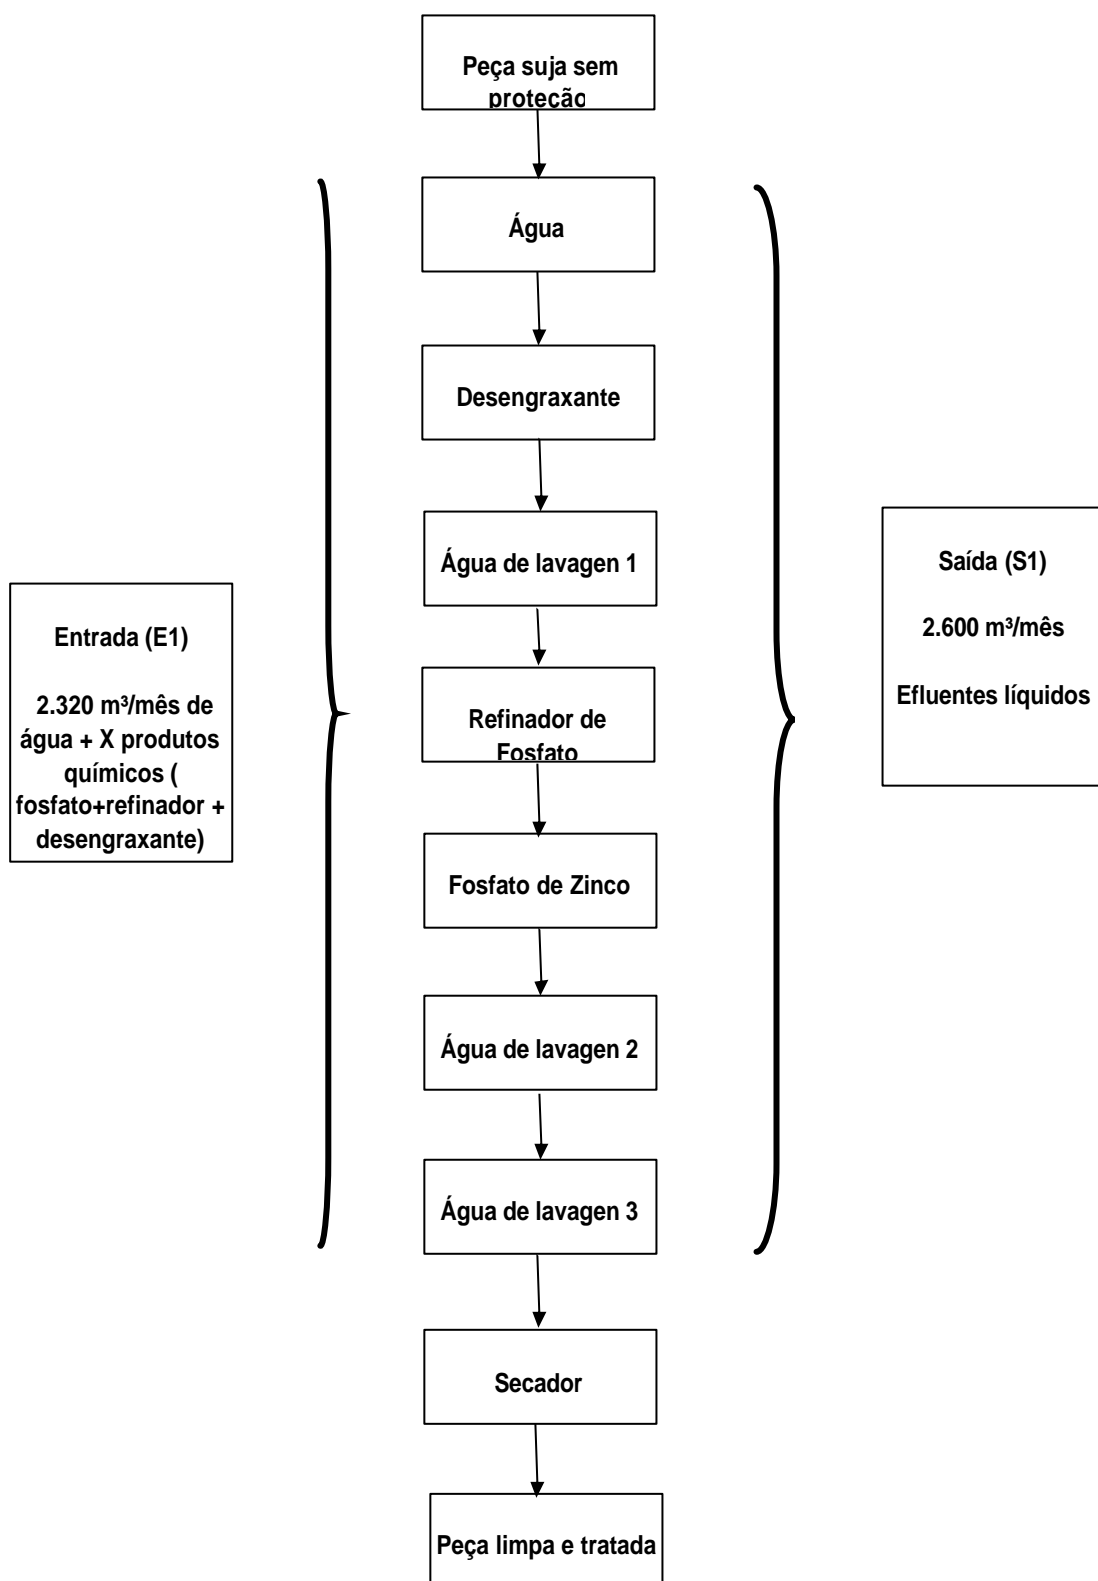 Peça suja sem
proteção
Água
Desengraxante
Água de lavagen 1
Refinador de
Fosfato
Fosfato de Zinco
Água de lavagen 2
Água de lavagen 3
Secador
Peça limpa e tratada
Entrada (E1)
2.320 m³/mês de
água + X produtos
químicos (
fosfato+refinador +
desengraxante)
Saída (S1)
2.600 m³/mês
Efluentes líquidos